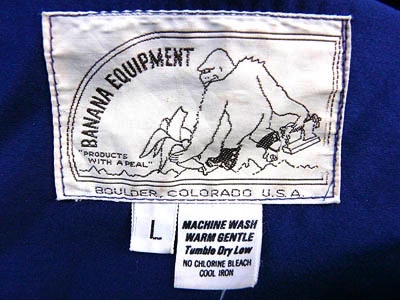 BANANA EQUIPMENT
"PRODUCTS
WITH A PEAL"
BOULDER, COLORADO U.S.A.
L
MACHINE WASH
WARM GENTLE
Tumble Dry Low
NO CHLORINE BLEACH
COOL IRON